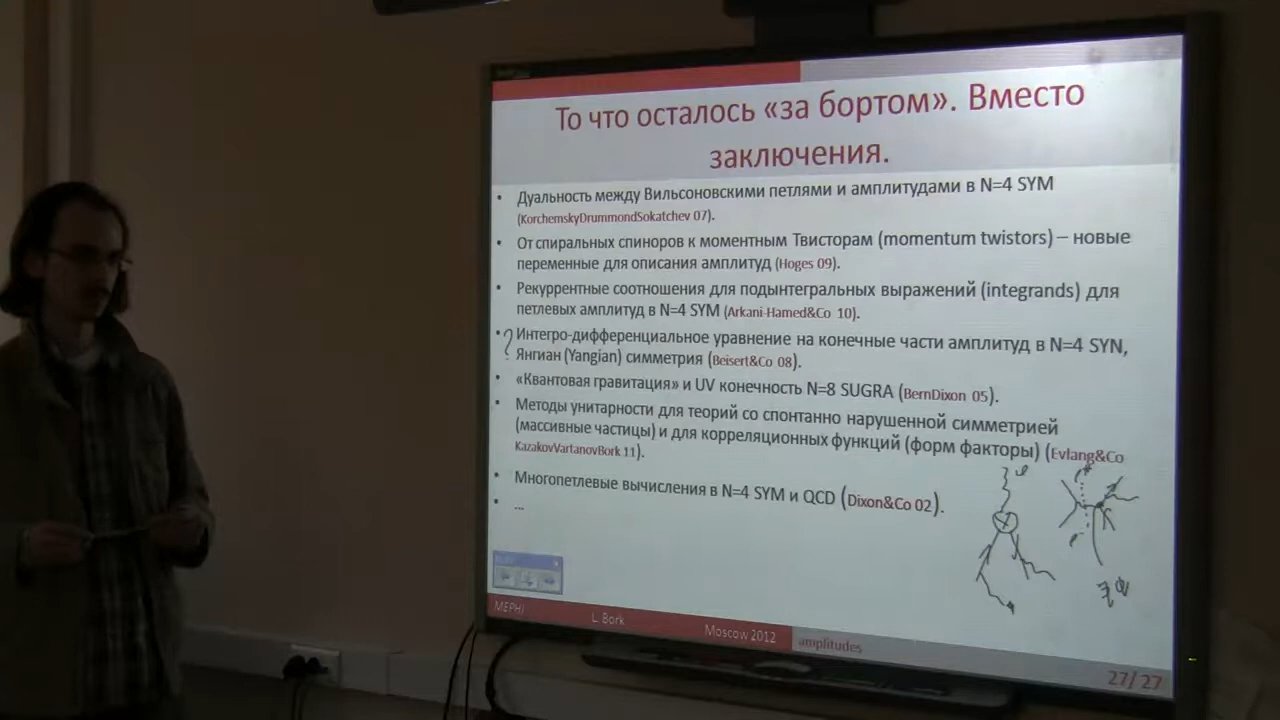 То что осталось «за бортом». Вместо
заключения.
• Дуальность между Вильсоновскими петлями и амплитудами в N=4 SYM
(KorchemskyDrummondSokatchev 07).
• От спиральных спиноров к моментным Твисторам (momentum twistors) – новые
переменные для описания амплитуд (Hoges 09).
• Рекуррентные соотношения для подынтегральных выражений (integrands) для
петлевых амплитуд в N=4 SYM (Arkani-Hamed&Co 10).
• ? Интегро-дифференциальное уравнение на конечные части амплитуд в N=4 SYN,
Янгиан (Yangian) симметрия (Beisert&Co 08).
• «Квантовая гравитация» и UV конечность N=8 SUGRA (BernDixon 05).
• Методы унитарности для теорий со спонтанно нарушенной симметрией
(массивные частицы) и для корреляционных функций (форм факторы) (Evlang&Co
KazakovVartanovBork 11).
• Многопетлевые вычисления в N=4 SYM и QCD (Dixon&Co 02).
• ...
MEPHI L. Bork Moscow 2012 amplitudes
27/ 27